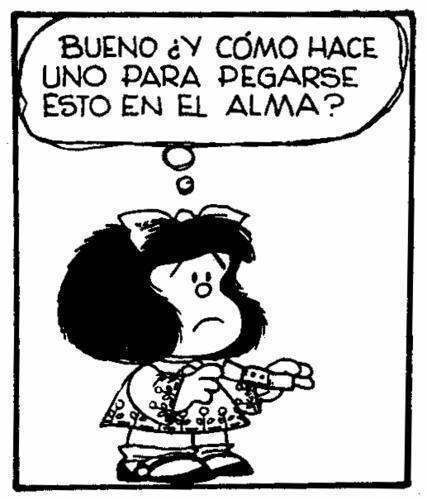 BUENO ¿Y CÓMO HACE
UNO PARA PEGARSE
ESTO EN EL ALMA?